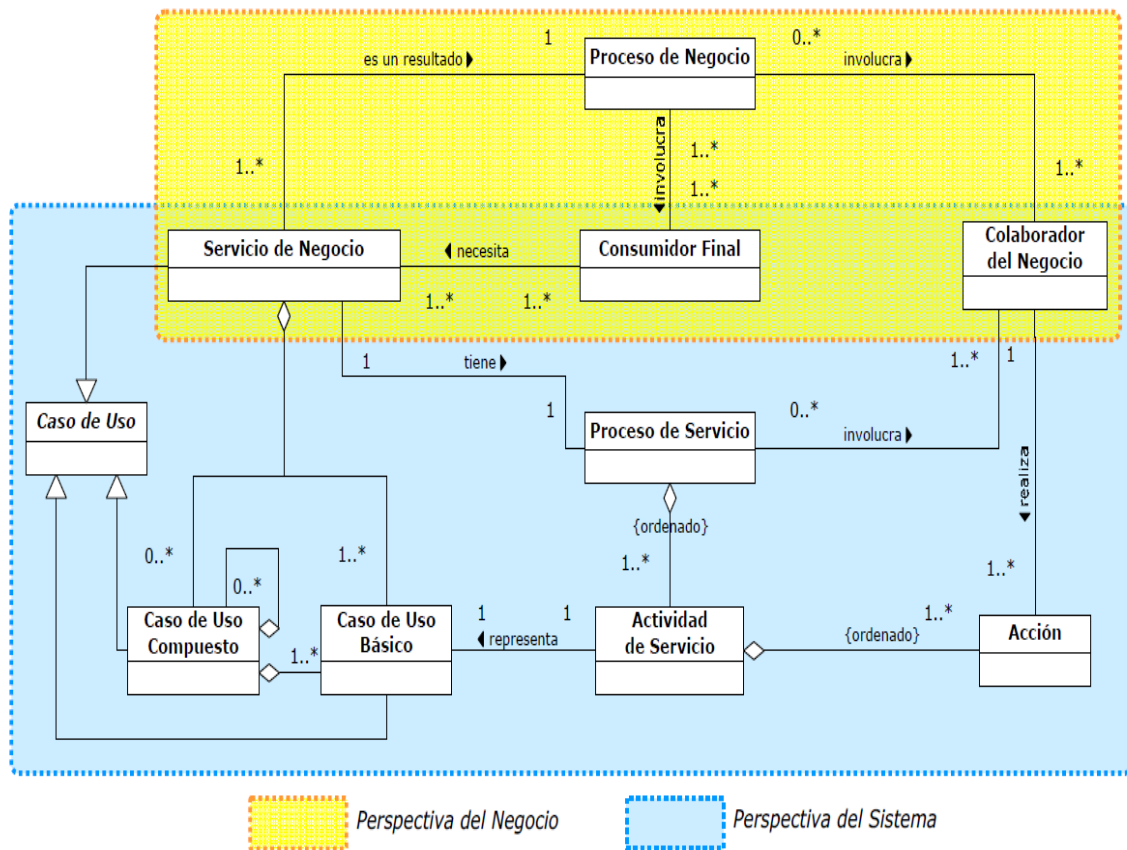 1
Proceso de Negocio
0..*
es un resultado
involucra
involucra
1..*
1..*
1..*
1..*
Servicio de Negocio
necesita
Consumidor Final
Colaborador
del Negocio
1..*
1..*
1
tiene
1..*
1
1
Proceso de Servicio
0..*
involucra
Caso de Uso
realiza
{ordenado}
0..*
0..*
1..*
1..*
1..*
Caso de Uso
Compuesto
1..*
Caso de Uso
Básico
1
representa
1
Actividad
de Servicio
{ordenado}
1..*
Acción
Perspectiva del Negocio
Perspectiva del Sistema